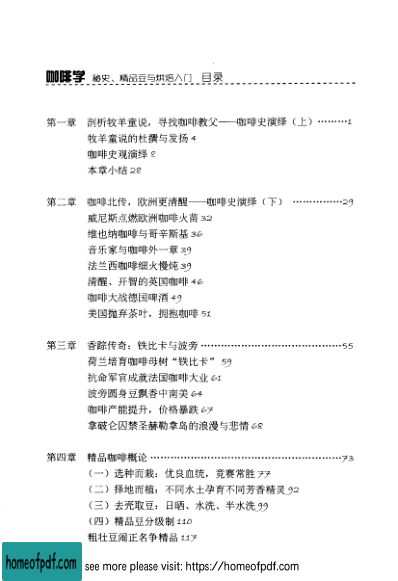 咖啡学 秘史、精品豆与烘焙入门 目录
第一章 剖析牧羊童说，寻找咖啡教父——咖啡史演绎（上）………1
牧羊童说的杜撰与发扬 4
咖啡史观演绎 8
本章小结 28
第二章 咖啡北传，欧洲更清醒——咖啡史演绎（下） ……………29
威尼斯点燃欧洲咖啡火苗 32
维也纳咖啡与哥辛斯基 36
音乐家与咖啡外一章 39
法兰西咖啡细火慢炖 39
清醒、开智的英国咖啡 46
咖啡大战德国啤酒 49
美国抛弃茶叶，拥抱咖啡 51
第三章 香踪传奇：铁比卡与波旁 ……………………………………55
荷兰培育咖啡母树“铁比卡” 59
抗命军官成就法国咖啡大业 61
波旁圆身豆飘香中南美 64
咖啡产能提升，价格暴跌 67
拿破仑囚禁圣赫勒拿岛的浪漫与悲情 68
第四章 精品咖啡概论 …………………………………………………73
（一）选种而栽：优良血统，竞赛常胜 77
（二）择地而植：不同水土孕育不同芳香精灵 92
（三）去壳取豆：日晒、水洗、半水洗 99
（四）精品豆分级制 110
粗壮豆闹正名争精品 117
homeofpdf.com see more please visit: https://homeofpdf.com